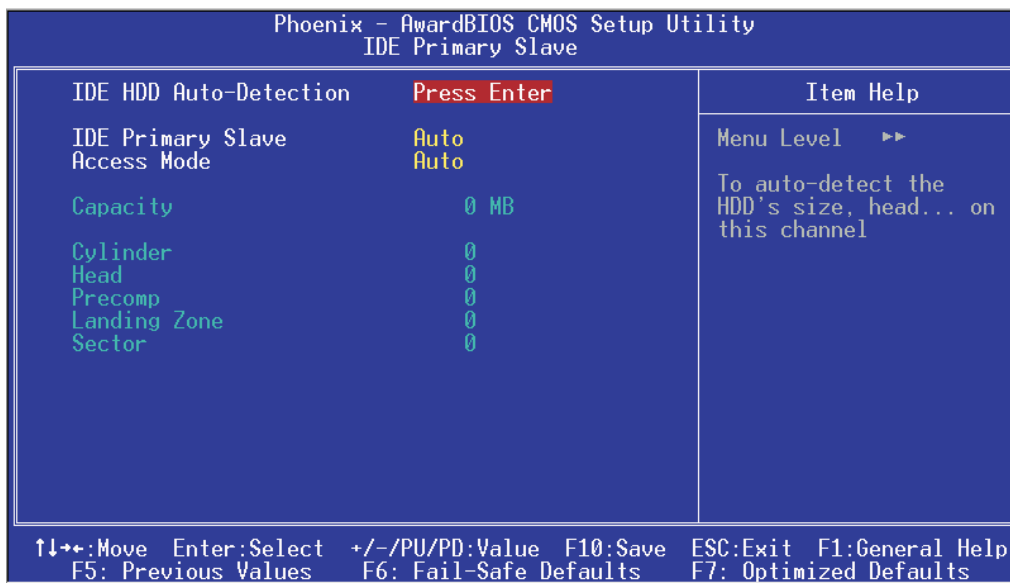 Phoenix - AwardBIOS CMOS Setup Utility
IDE Primary Slave
IDE HDD Auto-Detection Press Enter
IDE Primary Slave Auto
Access Mode Auto
Capacity 0 MB
Cylinder 0
Head 0
Precomp 0
Landing Zone 0
Sector 0
Item Help
Menu Level ►►
To auto-detect the
HDD's size, head... on
this channel
↑↓→←:Move Enter:Select +/-/PU/PD:Value F10:Save ESC:Exit F1:General Help
F5: Previous Values F6: Fail-Safe Defaults F7: Optimized Defaults